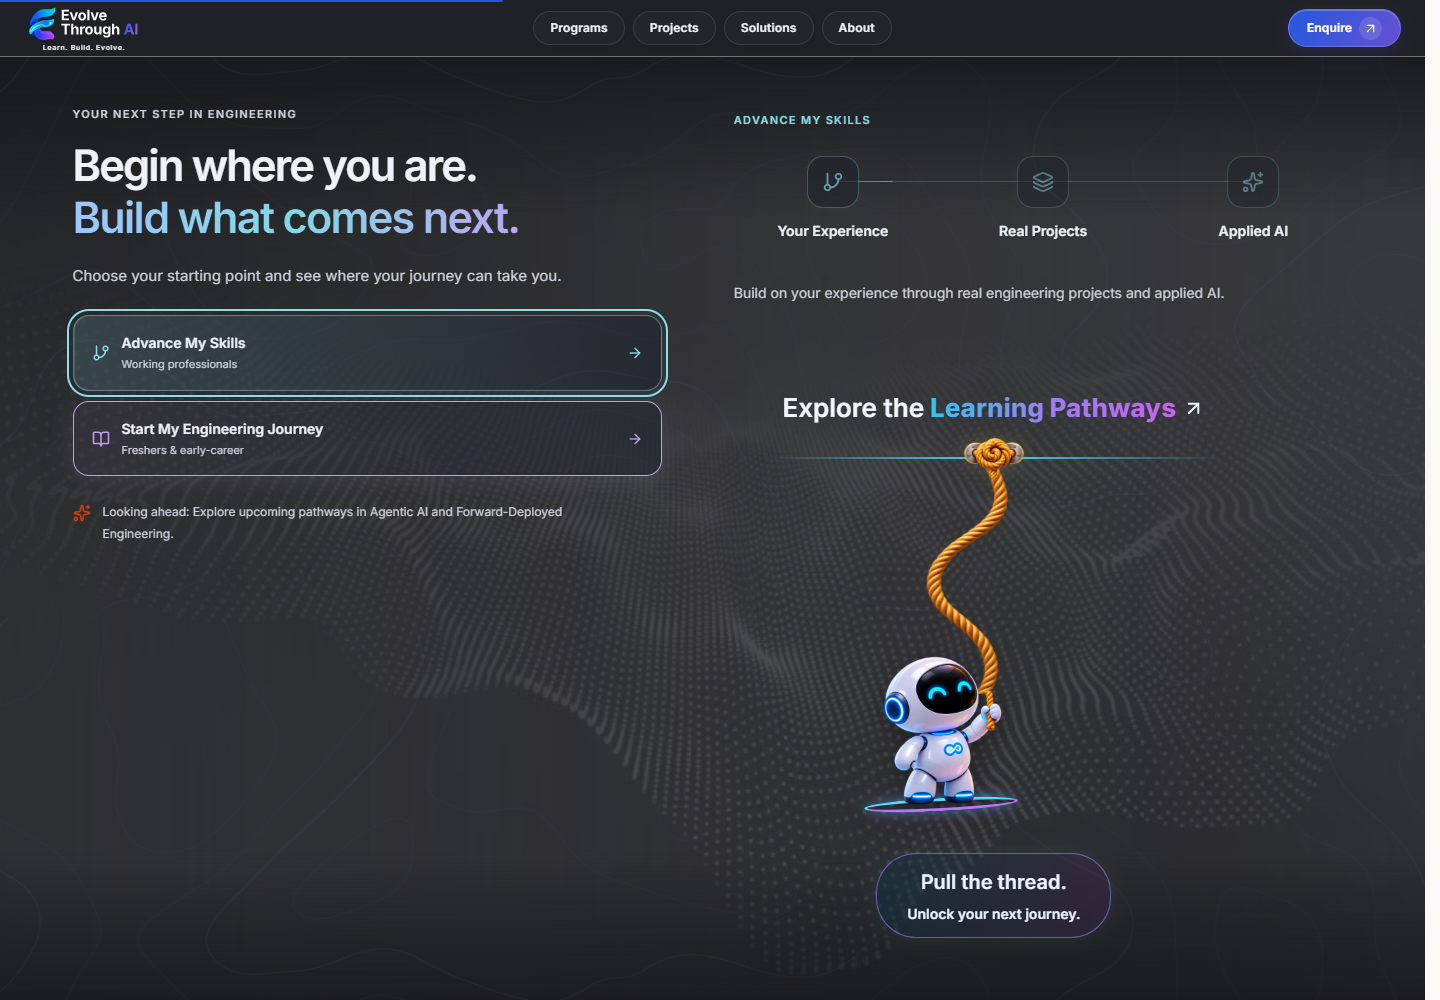 Evolve
Through AI
Learn. Build. Evolve.
Programs
Projects
Solutions
About
Enquire
YOUR NEXT STEP IN ENGINEERING
Begin where you are.
Build what comes next.
Choose your starting point and see where your journey can take you.
Advance My Skills
Working professionals
Start My Engineering Journey
Freshers & early-career
Looking ahead: Explore upcoming pathways in Agentic AI and Forward-Deployed
Engineering.
ADVANCE MY SKILLS
Your Experience
Real Projects
Applied AI
Build on your experience through real engineering projects and applied AI.
Explore the Learning Pathways
Pull the thread.
Unlock your next journey.